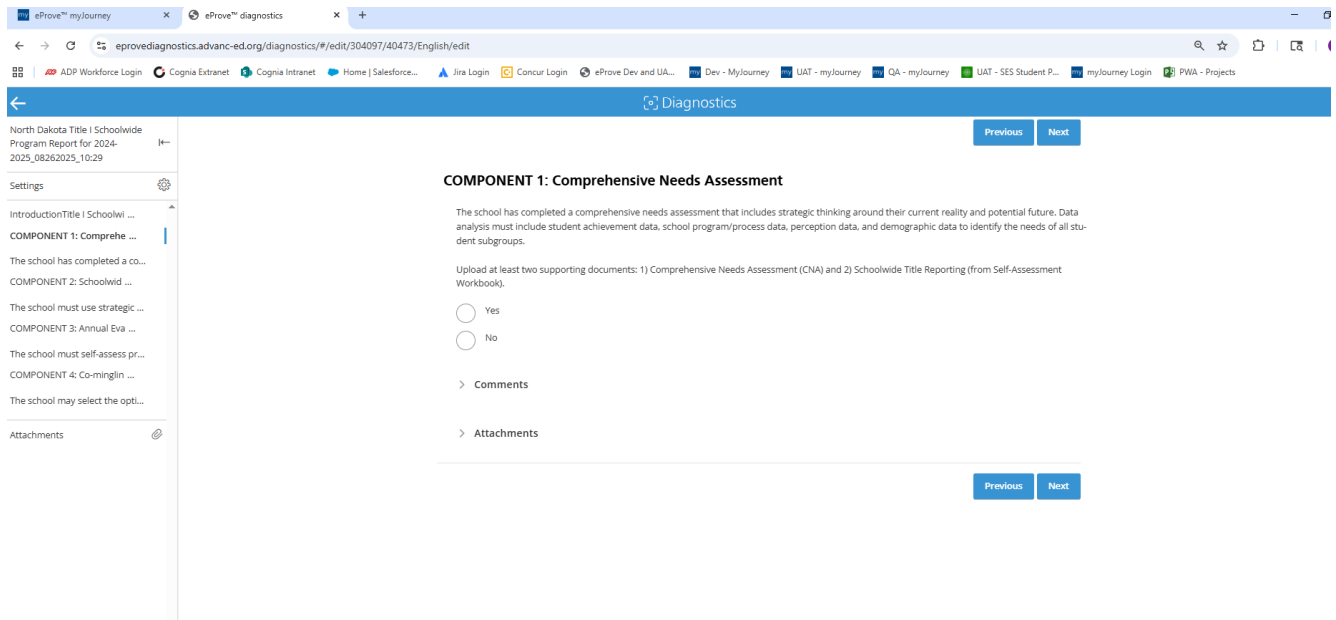 my eProve™ myJourney × eProve™ diagnostics × +
eprovediagnostics.advanc-ed.org/diagnostics/#/edit/304097/40473/English/edit
ADP Workforce Login Cognia Extranet Cognia Intranet Home | Salesforce... Jira Login Concur Login eProve Dev and UA... my Dev - MyJourney my UAT - myJourney my QA - myJourney UAT - SES Student P... my myJourney Login PWA - Projects
Diagnostics
North Dakota Title I Schoolwide
Program Report for 2024-
2025_08262025_10:29
Settings
IntroductionTitle I Schoolwi ...
COMPONENT 1: Comprehe ...
The school has completed a co...
COMPONENT 2: Schoolwid ...
The school must use strategic ...
COMPONENT 3: Annual Eva ...
The school must self-assess pr...
COMPONENT 4: Co-minglin ...
The school may select the opti...
Attachments
Previous Next
COMPONENT 1: Comprehensive Needs Assessment
The school has completed a comprehensive needs assessment that includes strategic thinking around their current reality and potential future. Data
analysis must include student achievement data, school program/process data, perception data, and demographic data to identify the needs of all stu-
dent subgroups.
Upload at least two supporting documents: 1) Comprehensive Needs Assessment (CNA) and 2) Schoolwide Title Reporting (from Self-Assessment
Workbook).
Yes
No
Comments
Attachments
Previous Next